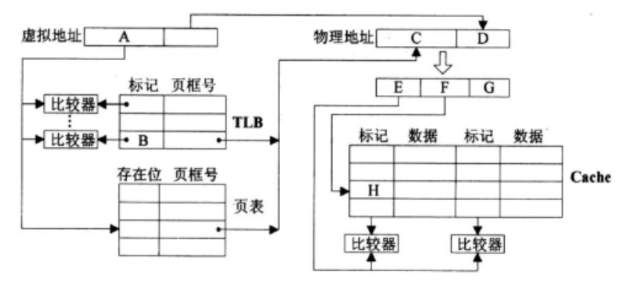 虚拟地址 A 物理地址 C D
E F G
标记 页框号
比较器
TLB
比较器 B
标记 数据 标记 数据
存在位 页框号
H Cache
页表
比较器 比较器